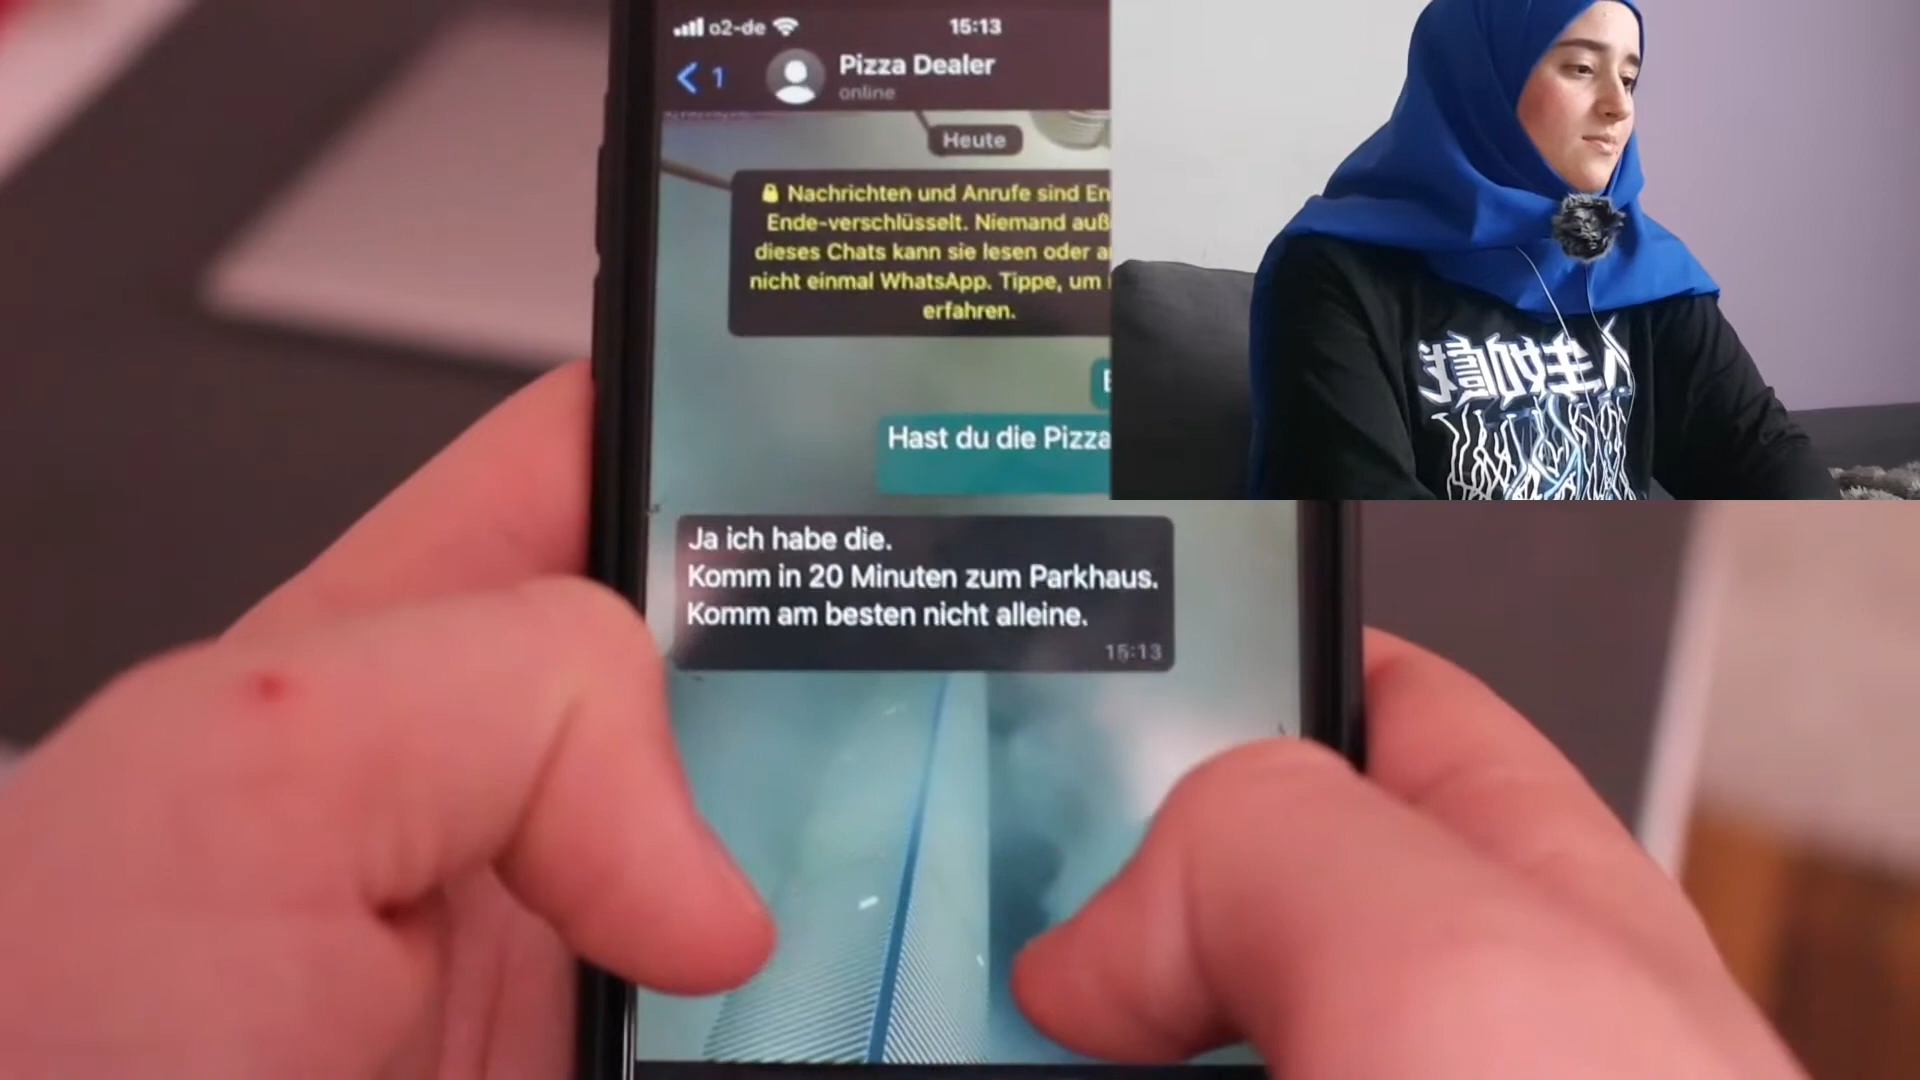 o2-de
15:13
1
Pizza Dealer
online
Heute
Nachrichten und Anrufe sind
Ende-verschlüsselt. Niemand
dieses Chats kann sie lesen oder
nicht einmal WhatsApp. Tippe, um
erfahren.
Hast du die Pizza
Ja ich habe die.
Komm in 20 Minuten zum Parkhaus.
Komm am besten nicht alleine.
15:13